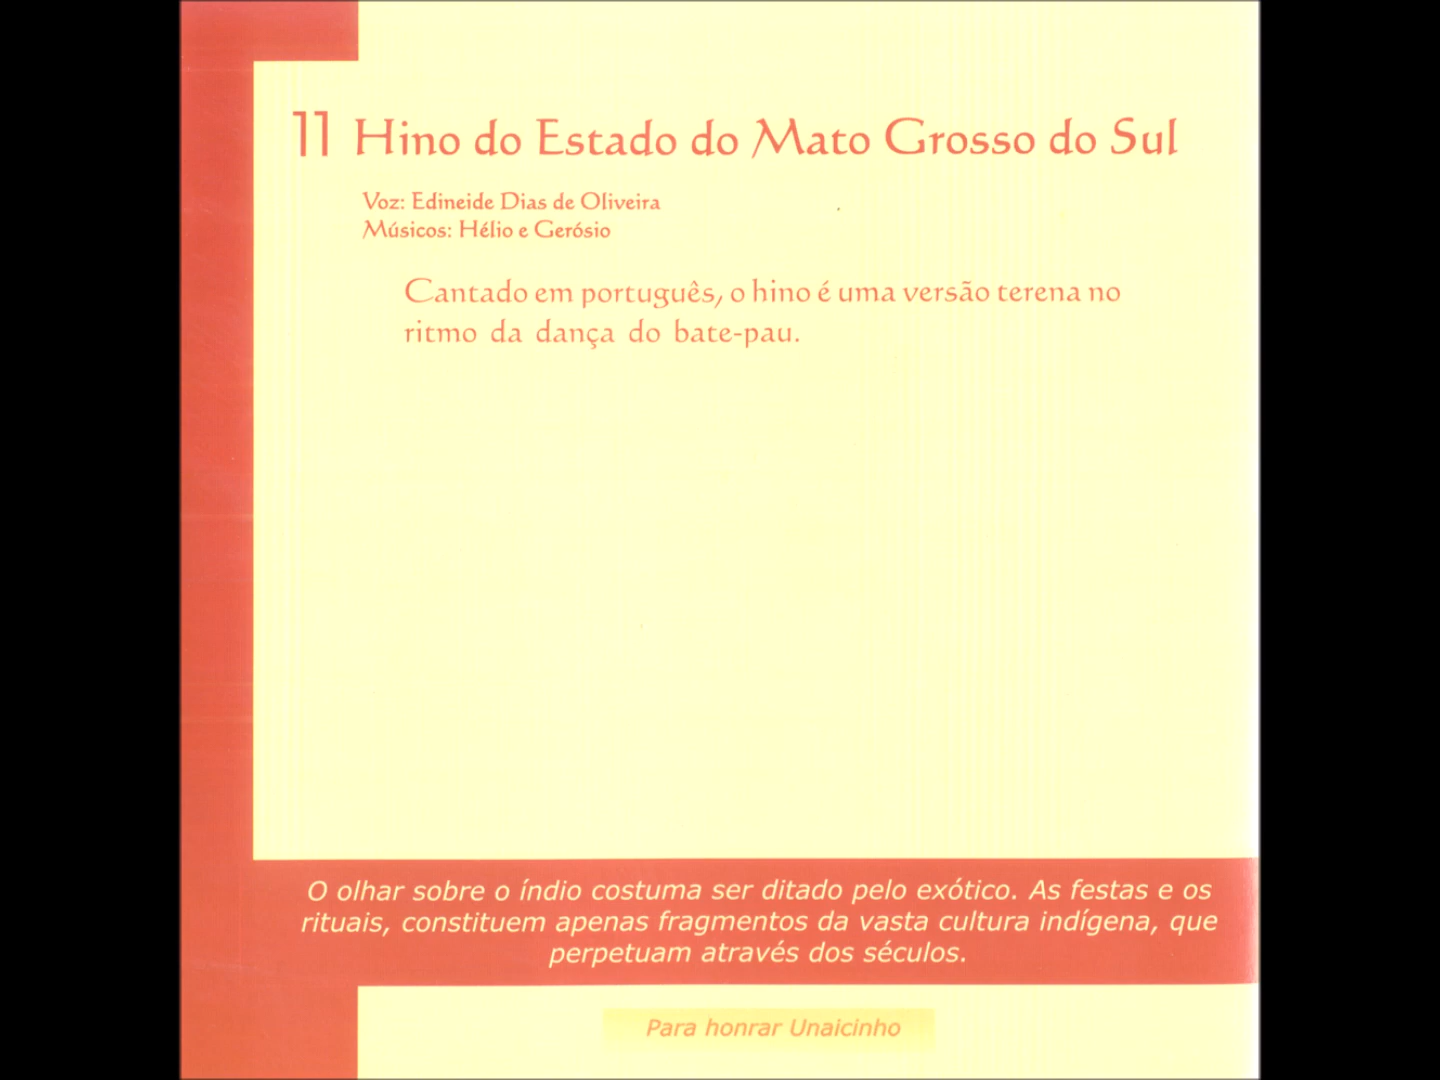 11 Hino do Estado do Mato Grosso do Sul
Voz: Edineide Dias de Oliveira
Músicos: Hélio e Gerósio
Cantado em português, o hino é uma versão terena no
ritmo da dança do bate-pau.
O olhar sobre o índio costuma ser ditado pelo exótico. As festas e os
rituais, constituem apenas fragmentos da vasta cultura indígena, que
perpetuam através dos séculos.
Para honrar Unaicinho